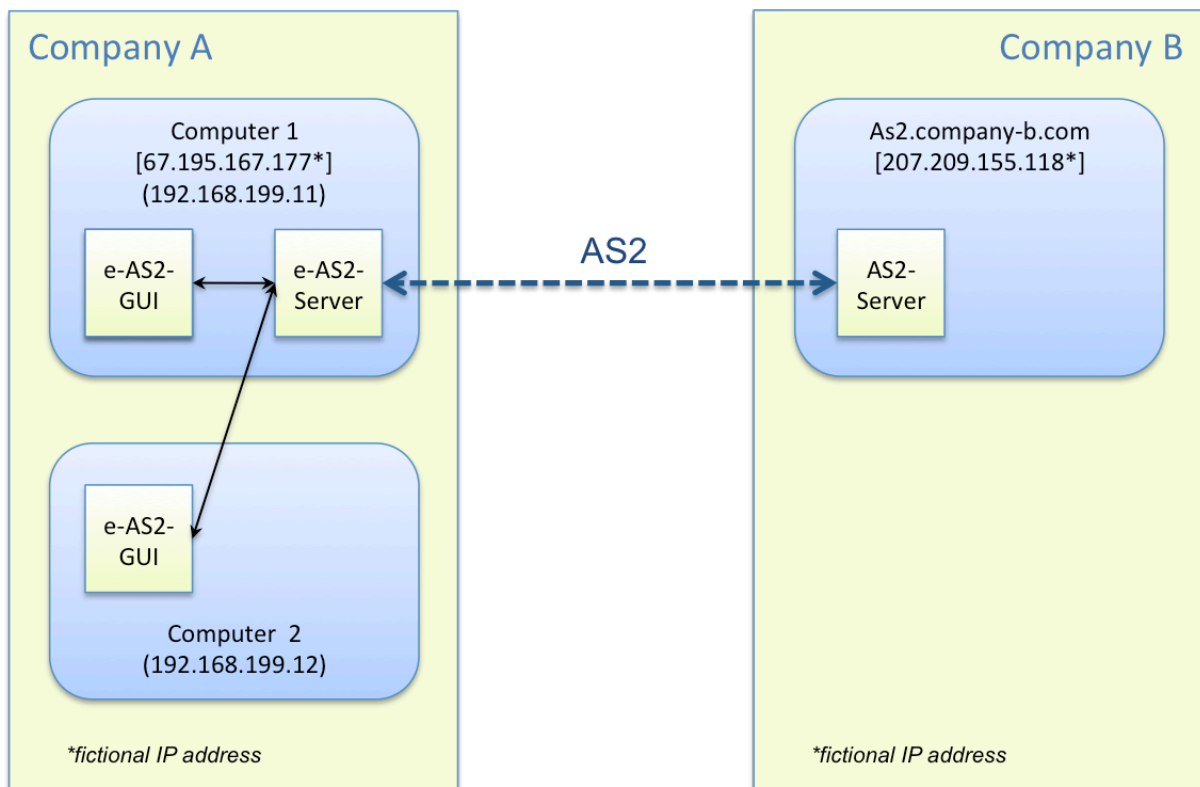 Company A
Computer 1
[67.195.167.177*]
(192.168.199.11)
e-AS2-
GUI
e-AS2-
Server
e-AS2-
GUI
Computer  2
(192.168.199.12)
*fictional IP address
AS2
Company B
As2.company-b.com
[207.209.155.118*]
AS2-
Server
*fictional IP address